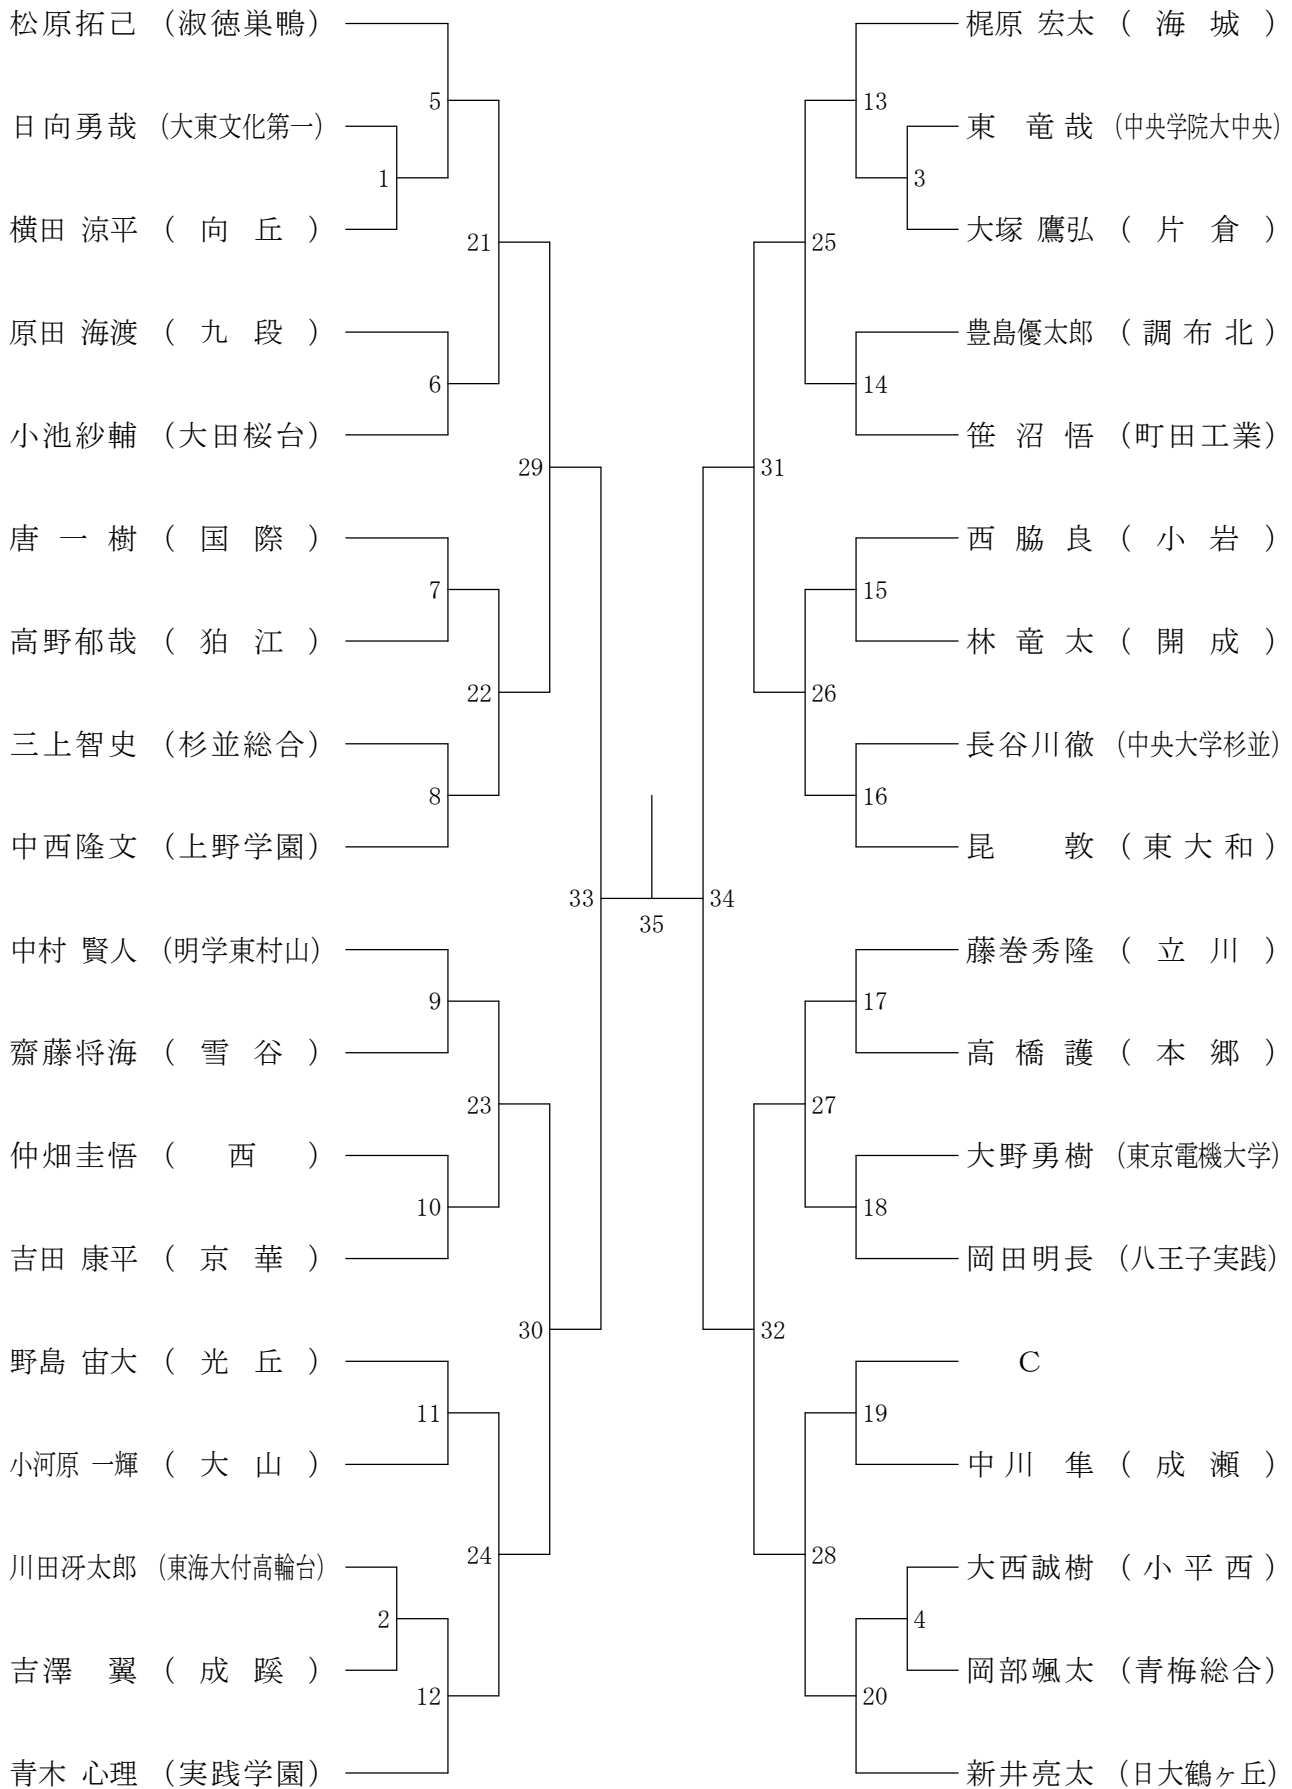 松原拓己 (淑徳巣鴨)
日向勇哉 (大東文化第一)
横田 涼平 ( 向 丘 )
原田 海渡 ( 九 段 )
小池紗輔 (大田桜台)
唐 一 樹 ( 国 際 )
高野郁哉 ( 狛 江 )
三上智史 (杉並総合)
中西隆文 (上野学園)
中村 賢人 (明学東村山)
齋藤将海 ( 雪 谷 )
仲畑圭悟 ( 西 )
吉田 康平 ( 京 華 )
野島 宙大 ( 光 丘 )
小河原 一輝 ( 大 山 )
川田冴太郎 (東海大付高輪台)
吉澤 翼 ( 成 蹊 )
青木 心理 (実践学園)
1
2
5
6
7
8
9
10
11
12
21
22
23
24
29
30
33
35
34
31
32
25
26
27
28
13
14
15
16
17
18
19
20
3
4
梶原 宏太 ( 海 城 )
東 竜哉 (中央学院大中央)
大塚 鷹弘 ( 片 倉 )
豊島優太郎 ( 調 布 北 )
笹 沼 悟 (町田工業)
西 脇 良 ( 小 岩 )
林 竜 太 ( 開 成 )
長谷川徹 (中央大学杉並)
昆 敦 ( 東 大 和 )
藤巻秀隆 ( 立 川 )
高 橋 護 ( 本 郷 )
大野勇樹 (東京電機大学)
岡田明長 (八王子実践)
C
中川 隼 ( 成 瀬 )
大西誠樹 ( 小 平 西 )
岡部颯太 (青梅総合)
新井亮太 (日大鶴ヶ丘)